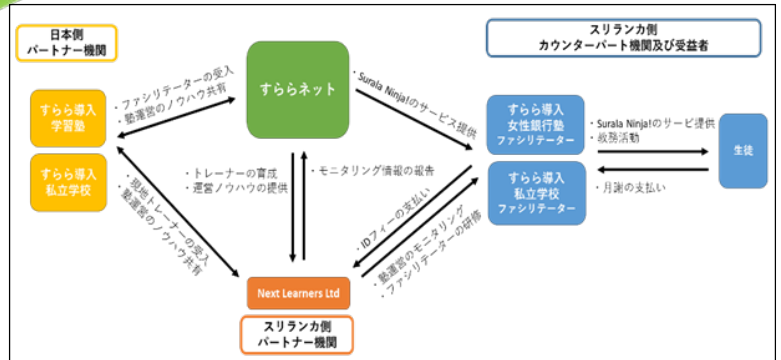 日本側
パートナー機関
スリランカ側
カウンターパート機関及び受益者
すららネット
すらら導入
学習塾
すらら導入
私立学校
・ファシリテーターの受入
・塾運営のノウハウ共有
・Surala Ninja!のサービス提供
すらら導入
女性銀行塾
ファシリテーター
すらら導入
私立学校
ファシリテーター
・Surala Ninja!のサービ提供
・教務活動
生徒
・月謝の支払い
・トレーナーの育成
・運営ノウハウの提供
・モニタリング情報の報告
・現地トレーナーの受入
・塾運営のノウハウ共有
・IDフィーの支払い
・塾運営のモニタリング
・ファシリテーターの研修
Next Learners Ltd
スリランカ側
パートナー機関